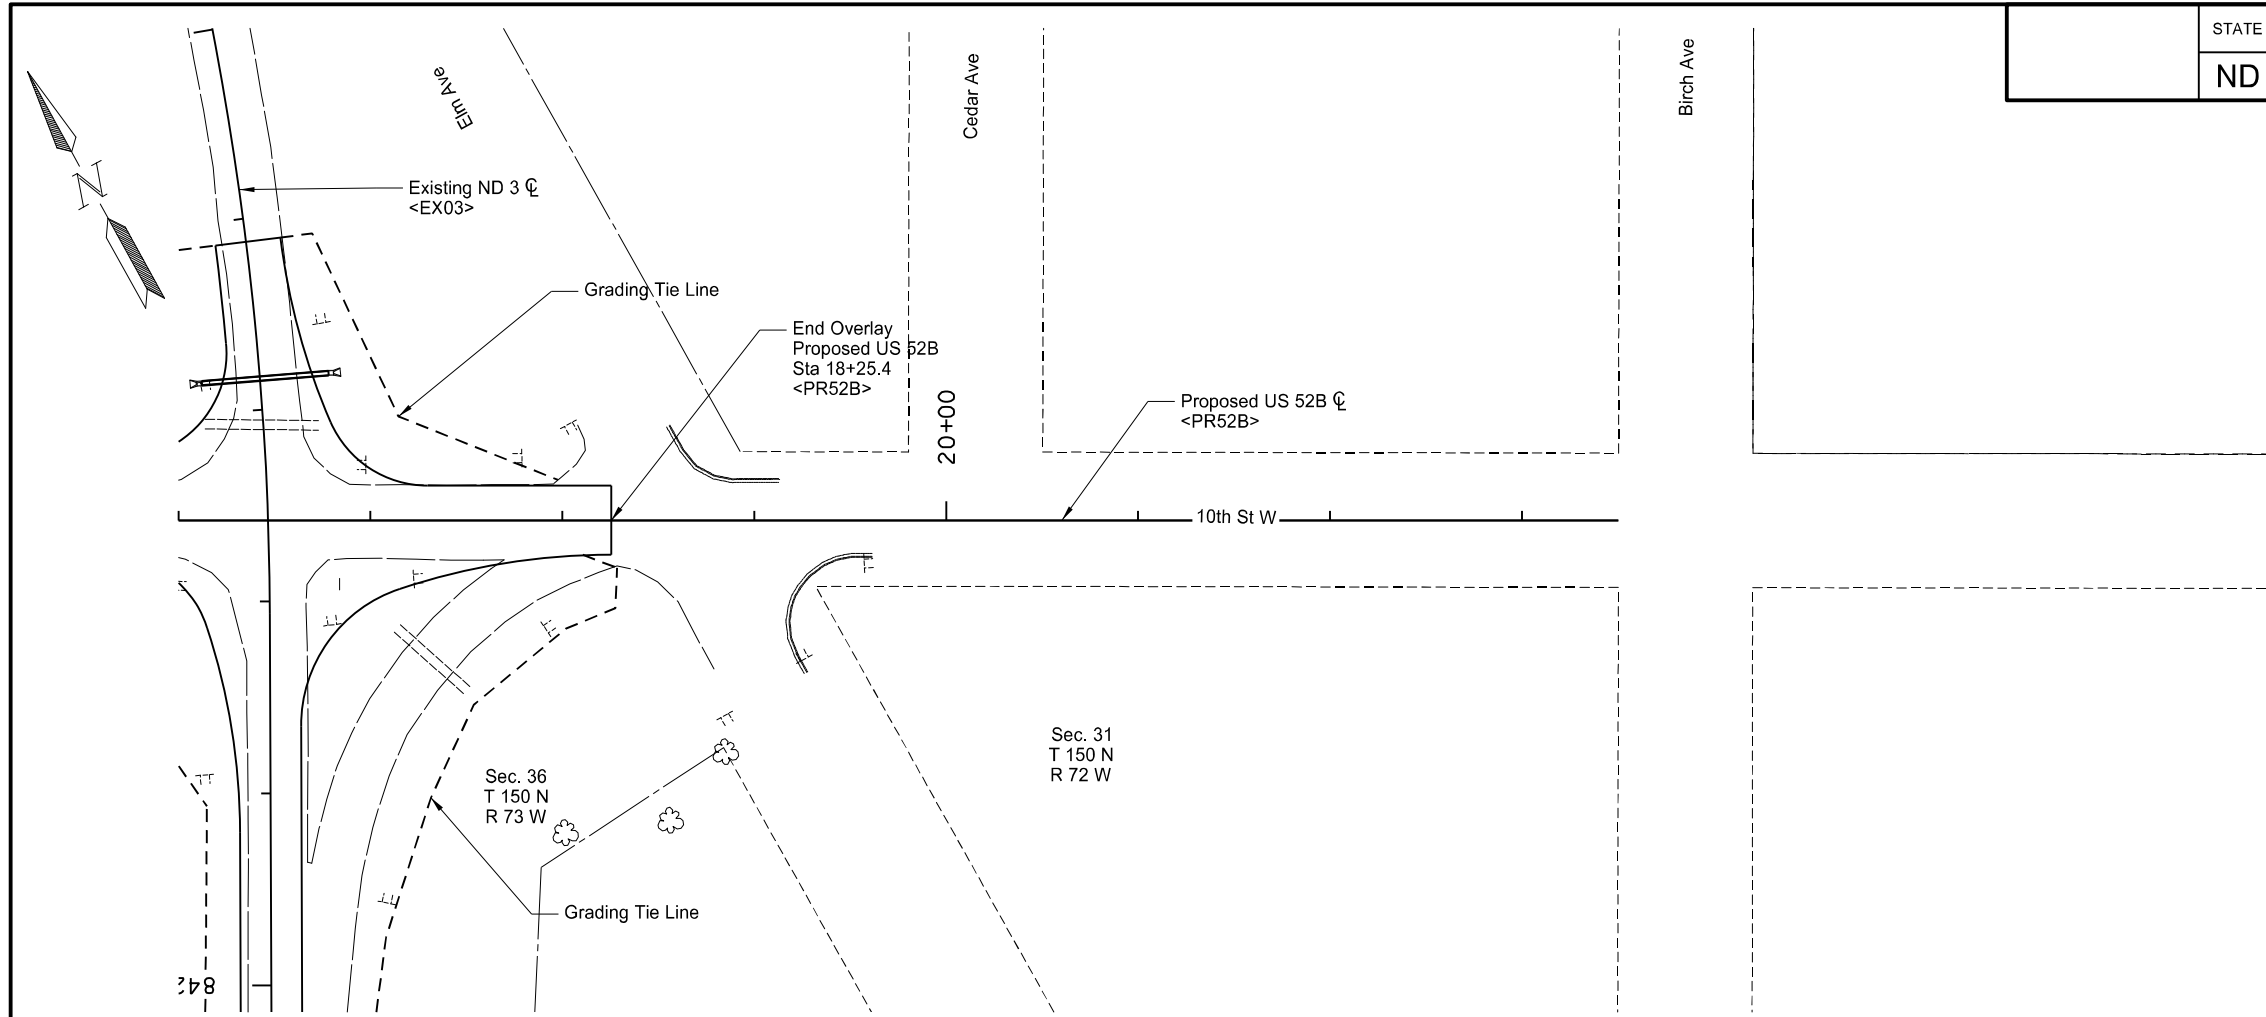 STATE
ND
Elm Ave
Cedar Ave
Birch Ave
N
Existing ND 3 ℄
<EX03>
Grading Tie Line
End Overlay
Proposed US 52B
Sta 18+25.4
<PR52B>
20+00
Proposed US 52B ℄
<PR52B>
10th St W
Sec. 31
T 150 N
R 72 W
Sec. 36
T 150 N
R 73 W
Grading Tie Line